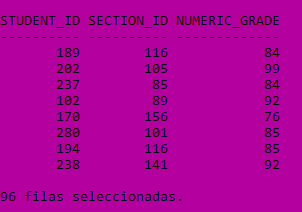 STUDENT_ID SECTION_ID NUMERIC_GRADE
---------- ---------- -------------
189 116 84
202 105 99
237 85 84
102 89 92
170 156 76
280 101 85
194 116 85
238 141 92
96 filas seleccionadas.